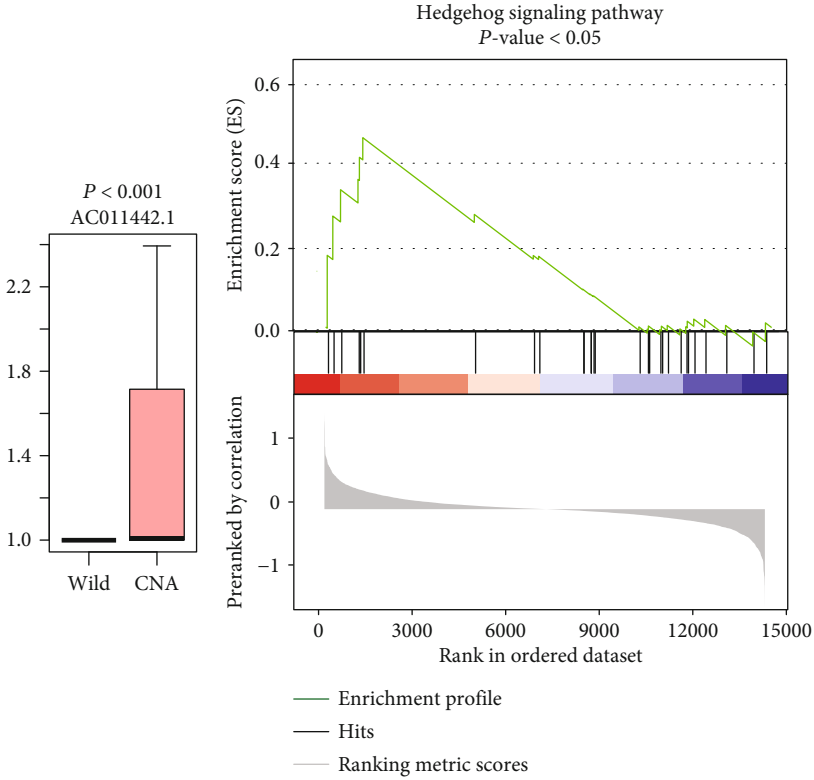 P < 0.001
AC011442.1
2.2
1.8
1.4
1.0
Wild
CNA
Hedgehog signaling pathway
P-value < 0.05
Enrichment score (ES)
0.6
0.4
0.2
0.0
Preranked by correlation
1
0
−1
0
3000
6000
9000
12000
15000
Rank in ordered dataset
Enrichment profile
Hits
Ranking metric scores